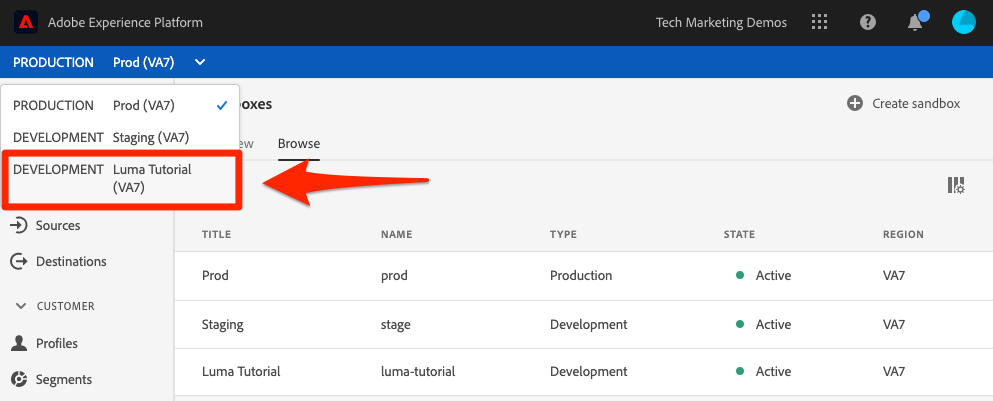 Adobe Experience Platform
Tech Marketing Demos
PRODUCTION Prod (VA7)
PRODUCTION Prod (VA7)
DEVELOPMENT Staging (VA7)
DEVELOPMENT Luma Tutorial
(VA7)
boxes
Create sandbox
ew
Browse
Sources
Destinations
CUSTOMER
Profiles
Segments
TITLE NAME TYPE STATE REGION
Prod prod Production Active VA7
Staging stage Development Active VA7
Luma Tutorial luma-tutorial Development Active VA7